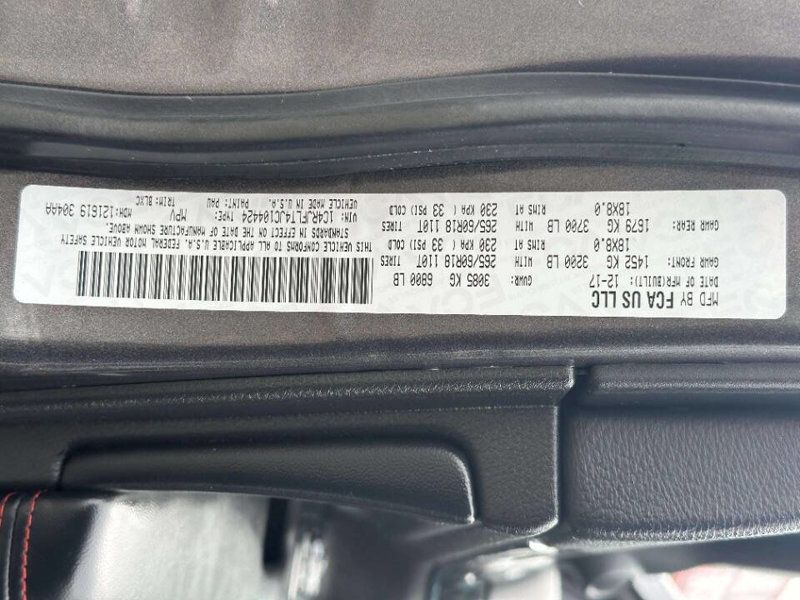 MFD BY FCA US LLC
DATE OF MFR(BUILT): 12-17 GVWR: 3085 KG 6800 LB
GAWR FRONT: 1452 KG 3200 LB WITH 265/60R18 110T TIRES
18X8.0 RIMS AT 230 KPA ( 33 PSI) COLD
GAWR REAR: 1679 KG 3700 LB WITH 265/60R18 110T TIRES
18X8.0 RIMS AT 230 KPA ( 33 PSI) COLD
THIS VEHICLE CONFORMS TO ALL APPLICABLE U.S.A. FEDERAL MOTOR VEHICLE SAFETY
STANDARDS IN EFFECT ON THE DATE OF MANUFACTURE SHOWN ABOVE.
VIN: 1C4RJFLT4JC104424 TYPE: MPV MDH:121619 304AA
VEHICLE MADE IN U.S.A. PAINT: PAU TRIM: BLXC